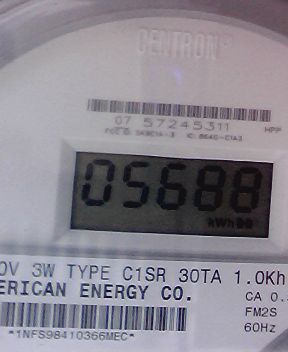 CENTRON
07 57245311 HPP
05688
kWh
0V 3W TYPE C1SR 30TA 1.0Kh
ERICAN ENERGY CO.
CA 0.
FM2S
*1NFS98410366MEC*
60Hz